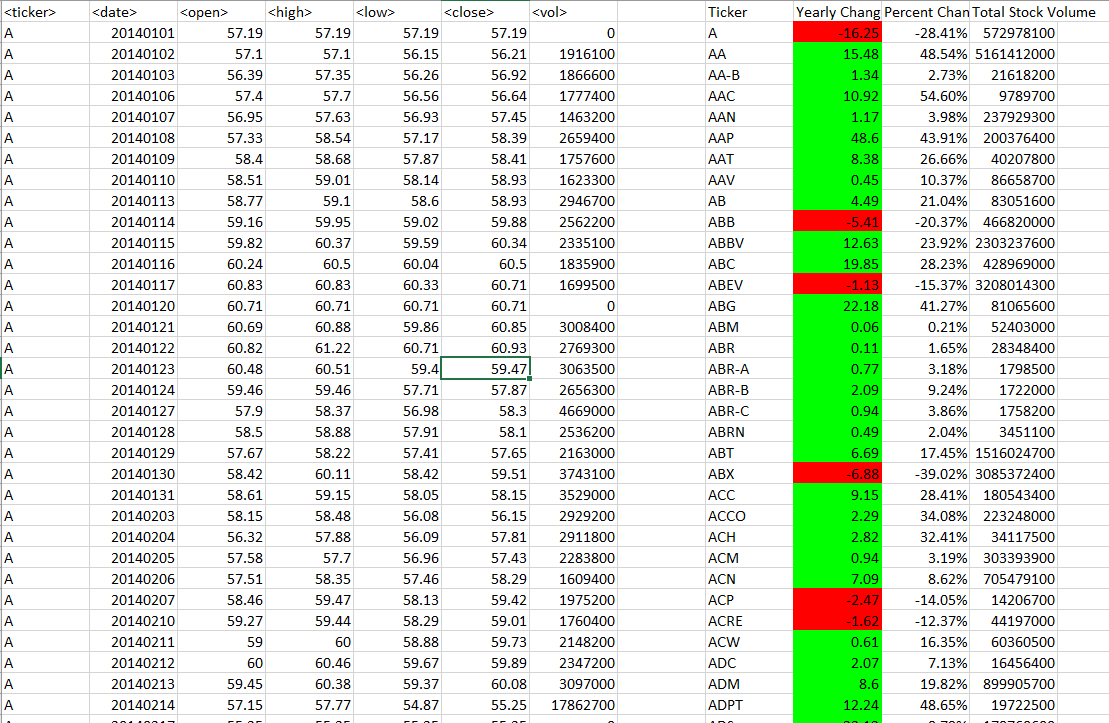 <ticker> <date> <open> <high> <low> <close> <vol> Ticker Yearly Chang Percent Chan Total Stock Volume
A 20140101 57.19 57.19 57.19 57.19 0 A -16.25 -28.41% 572978100
A 20140102 57.1 57.1 56.15 56.21 1916100 AA 15.48 48.54% 5161412000
A 20140103 56.39 57.35 56.26 56.92 1866600 AA-B 1.34 2.73% 21618200
A 20140106 57.4 57.7 56.56 56.64 1777400 AAC 10.92 54.60% 9789700
A 20140107 56.95 57.63 56.93 57.45 1463200 AAN 1.17 3.98% 237929300
A 20140108 57.33 58.54 57.17 58.39 2659400 AAP 48.6 43.91% 200376400
A 20140109 58.4 58.68 57.87 58.41 1757600 AAT 8.38 26.66% 40207800
A 20140110 58.51 59.01 58.14 58.93 1623300 AAV 0.45 10.37% 86658700
A 20140113 58.77 59.1 58.6 58.93 2946700 AB 4.49 21.04% 83051600
A 20140114 59.16 59.95 59.02 59.88 2562200 ABB -5.41 -20.37% 466820000
A 20140115 59.82 60.37 59.59 60.34 2335100 ABBV 12.63 23.92% 2303237600
A 20140116 60.24 60.5 60.04 60.5 1835900 ABC 19.85 28.23% 428969000
A 20140117 60.83 60.83 60.33 60.71 1699500 ABEV -1.13 -15.37% 3208014300
A 20140120 60.71 60.71 60.71 60.71 0 ABG 22.18 41.27% 81065600
A 20140121 60.69 60.88 59.86 60.85 3008400 ABM 0.06 0.21% 52403000
A 20140122 60.82 61.22 60.71 60.93 2769300 ABR 0.11 1.65% 28348400
A 20140123 60.48 60.51 59.4 59.47 3063500 ABR-A 0.77 3.18% 1798500
A 20140124 59.46 59.46 57.71 57.87 2656300 ABR-B 2.09 9.24% 1722000
A 20140127 57.9 58.37 56.98 58.3 4669000 ABR-C 0.94 3.86% 1758200
A 20140128 58.5 58.88 57.91 58.1 2536200 ABRN 0.49 2.04% 3451100
A 20140129 57.67 58.22 57.41 57.65 2163000 ABT 6.69 17.45% 1516024700
A 20140130 58.42 60.11 58.42 59.51 3743100 ABX -6.88 -39.02% 3085372400
A 20140131 58.61 59.15 58.05 58.15 3529000 ACC 9.15 28.41% 180543400
A 20140203 58.15 58.48 56.08 56.15 2929200 ACCO 2.29 34.08% 223248000
A 20140204 56.32 57.88 56.09 57.81 2911800 ACH 2.82 32.41% 34117500
A 20140205 57.58 57.7 56.96 57.43 2283800 ACM 0.94 3.19% 303393900
A 20140206 57.51 58.35 57.46 58.29 1609400 ACN 7.09 8.62% 705479100
A 20140207 58.46 59.47 58.13 59.42 1975200 ACP -2.47 -14.05% 14206700
A 20140210 59.27 59.44 58.29 59.01 1760400 ACRE -1.62 -12.37% 44197000
A 20140211 59 60 58.88 59.73 2148200 ACW 0.61 16.35% 60360500
A 20140212 60 60.46 59.67 59.89 2347200 ADC 2.07 7.13% 16456400
A 20140213 59.45 60.38 59.37 60.08 3097000 ADM 8.6 19.82% 899905700
A 20140214 57.15 57.77 54.87 55.25 17862700 ADPT 12.24 48.65% 19722500